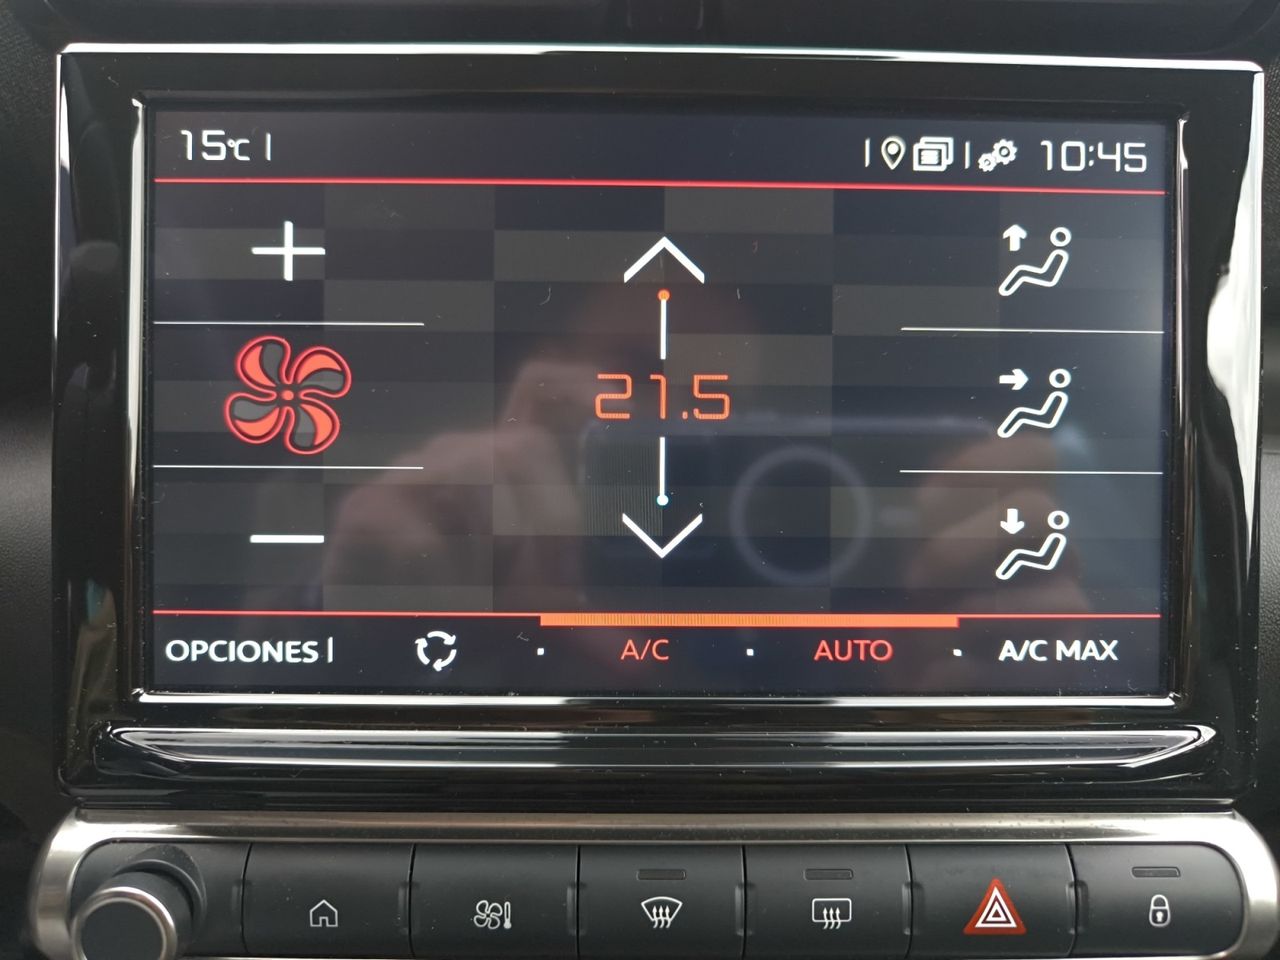 15°C 10:45
21.5
OPCIONES A/C AUTO A/C MAX